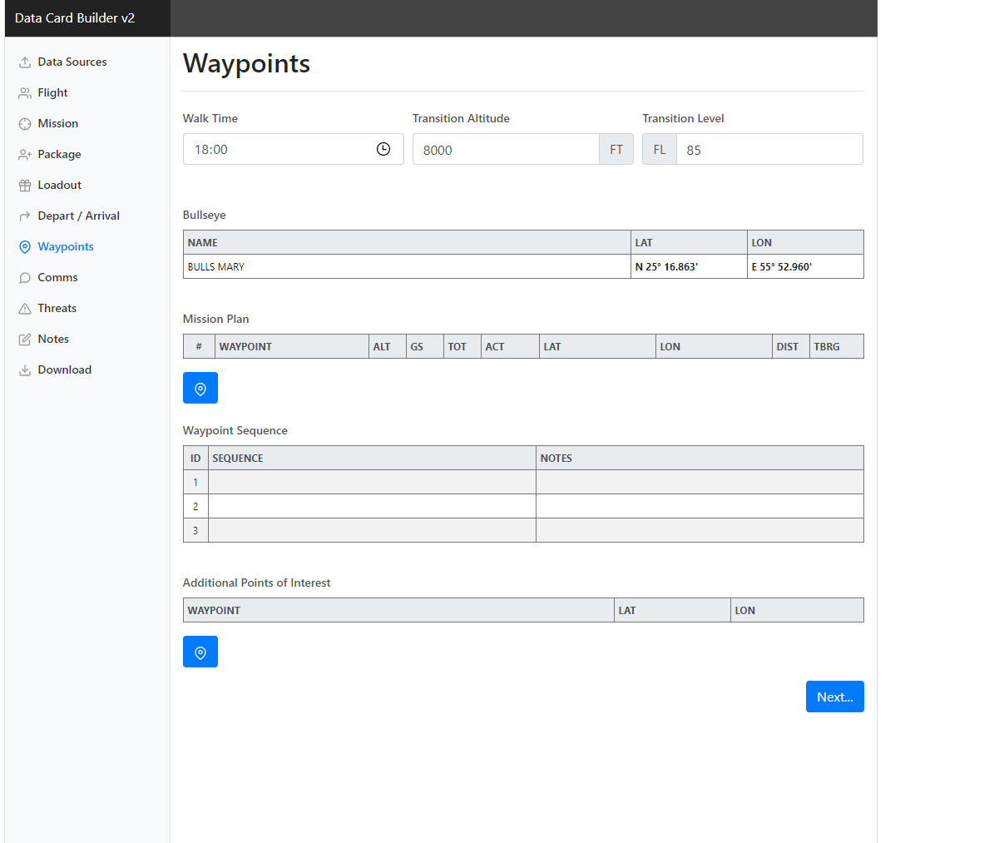 Data Card Builder v2
Data Sources
Flight
Mission
Package
Loadout
Depart / Arrival
Waypoints
Comms
Threats
Notes
Download
Waypoints
Walk Time Transition Altitude Transition Level
18:00 8000 FT FL 85
Bullseye
NAME LAT LON
BULLS MARY N 25° 16.863' E 55° 52.960'
Mission Plan
# WAYPOINT ALT GS TOT ACT LAT LON DIST TBRG
Waypoint Sequence
ID SEQUENCE NOTES
1
2
3
Additional Points of Interest
WAYPOINT LAT LON
Next...